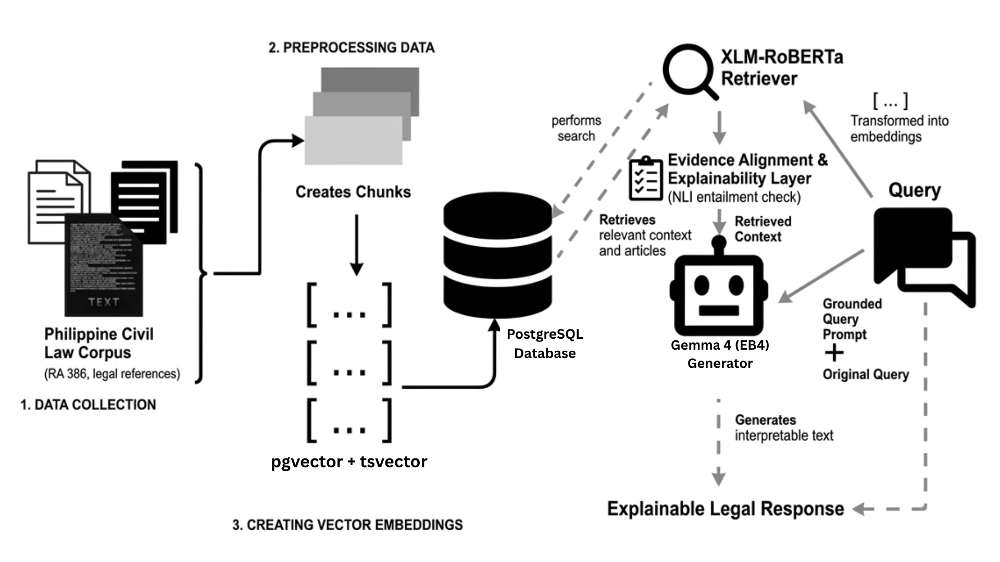 2. PREPROCESSING DATA
Creates Chunks
TEXT
Philippine Civil
Law Corpus
(RA 386, legal references)
1. DATA COLLECTION
[ ... ]
[ ... ]
[ ... ]
pgvector + tsvector
3. CREATING VECTOR EMBEDDINGS
PostgreSQL
Database
performs
search
Retrieves
relevant context
and articles
XLM-RoBERTa
Retriever
[ ... ]
Transformed into
embeddings
Evidence Alignment &
Explainability Layer
(NLI entailment check)
Retrieved
Context
Query
Grounded
Query
Prompt
+
Original Query
Gemma 4 (EB4)
Generator
Generates
interpretable text
Explainable Legal Response